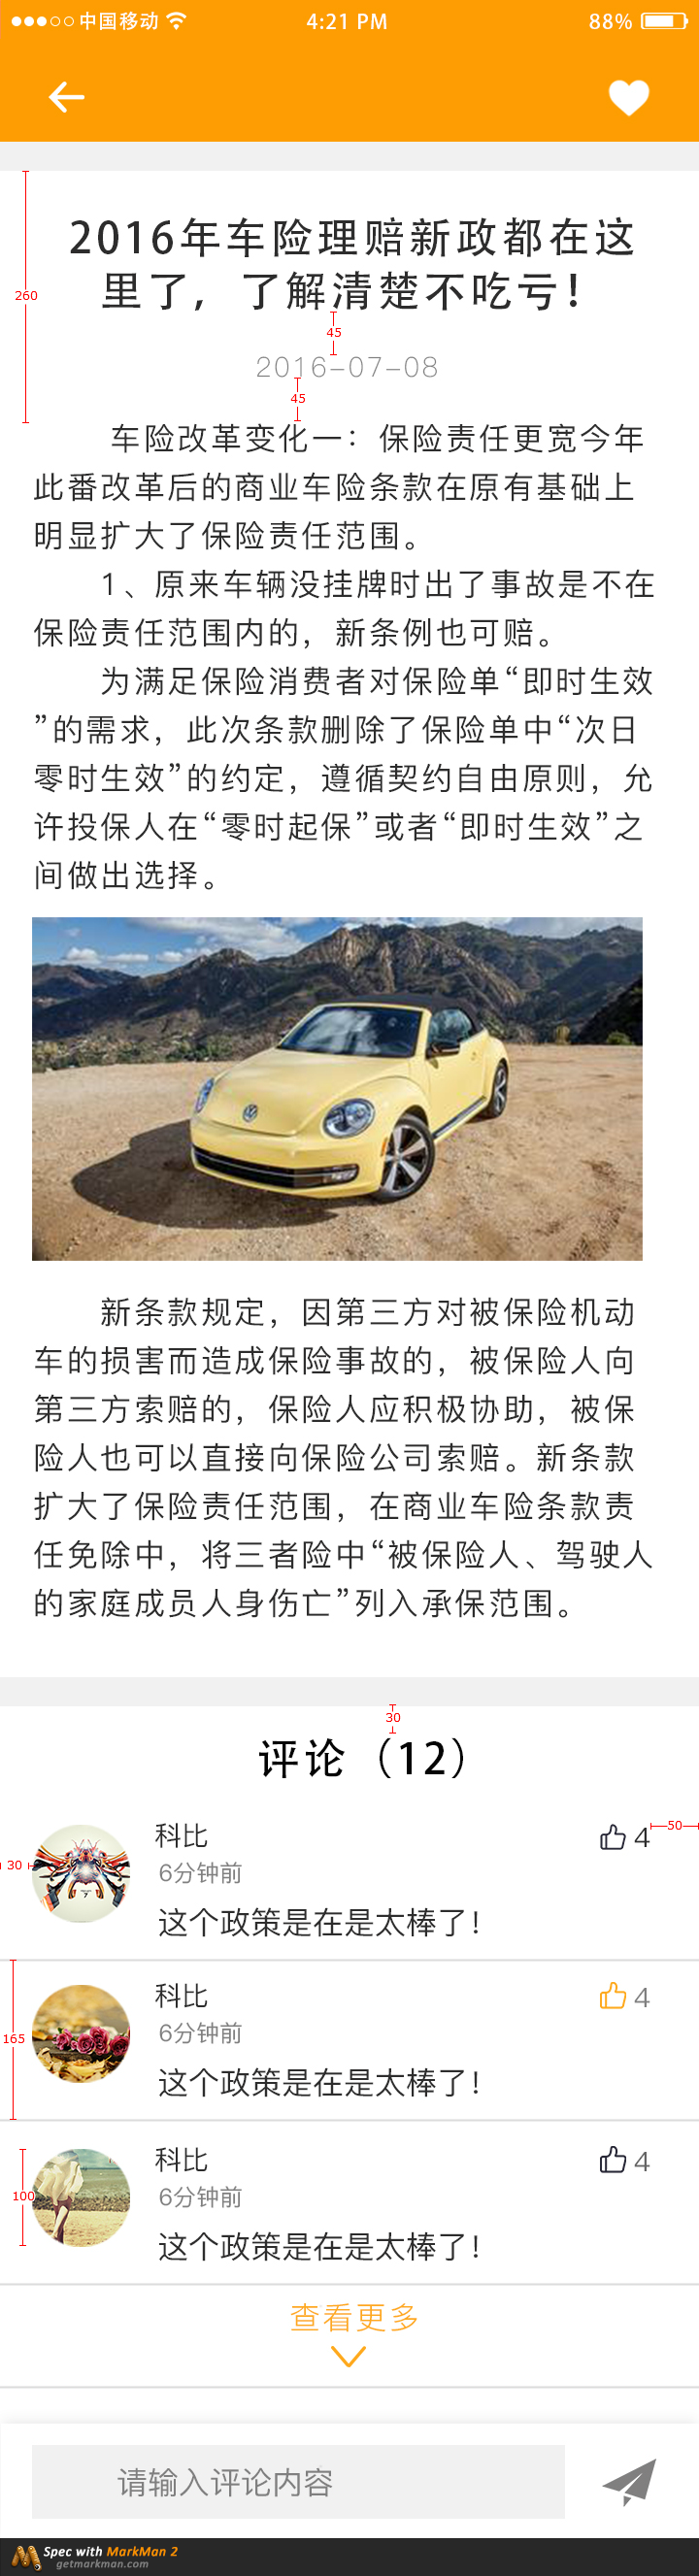 中国移动 4:21 PM 88%
260
2016年车险理赔新政都在这
里了，了解清楚不吃亏！
45
2016-07-08
45
车险改革变化一：保险责任更宽今年
此番改革后的商业车险条款在原有基础上
明显扩大了保险责任范围。
1、原来车辆没挂牌时出了事故是不在
保险责任范围内的，新条例也可赔。
为满足保险消费者对保险单“即时生效
”的需求，此次条款删除了保险单中“次日
零时生效”的约定，遵循契约自由原则，允
许投保人在“零时起保”或者“即时生效”之
间做出选择。
新条款规定，因第三方对被保险机动
车的损害而造成保险事故的，被保险人向
第三方索赔的，保险人应积极协助，被保
险人也可以直接向保险公司索赔。新条款
扩大了保险责任范围，在商业车险条款责
任免除中，将三者险中“被保险人、驾驶人
的家庭成员人身伤亡”列入承保范围。
30
评论（12）
科比 4 50
30 6分钟前
这个政策是在是太棒了！
科比 4
165 6分钟前
这个政策是在是太棒了！
科比 4
100 6分钟前
这个政策是在是太棒了！
查看更多
请输入评论内容
Spec with MarkMan 2
getmarkman.com